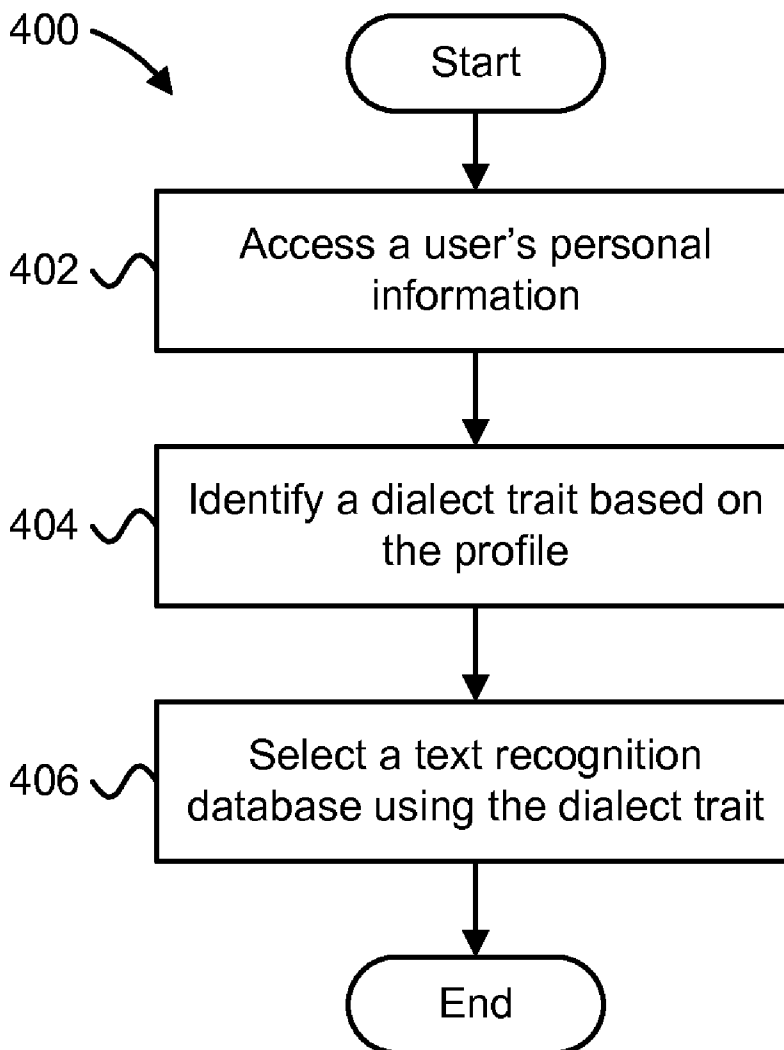 400
Start
402
Access a user's personal
information
404
Identify a dialect trait based on
the profile
406
Select a text recognition
database using the dialect trait
End